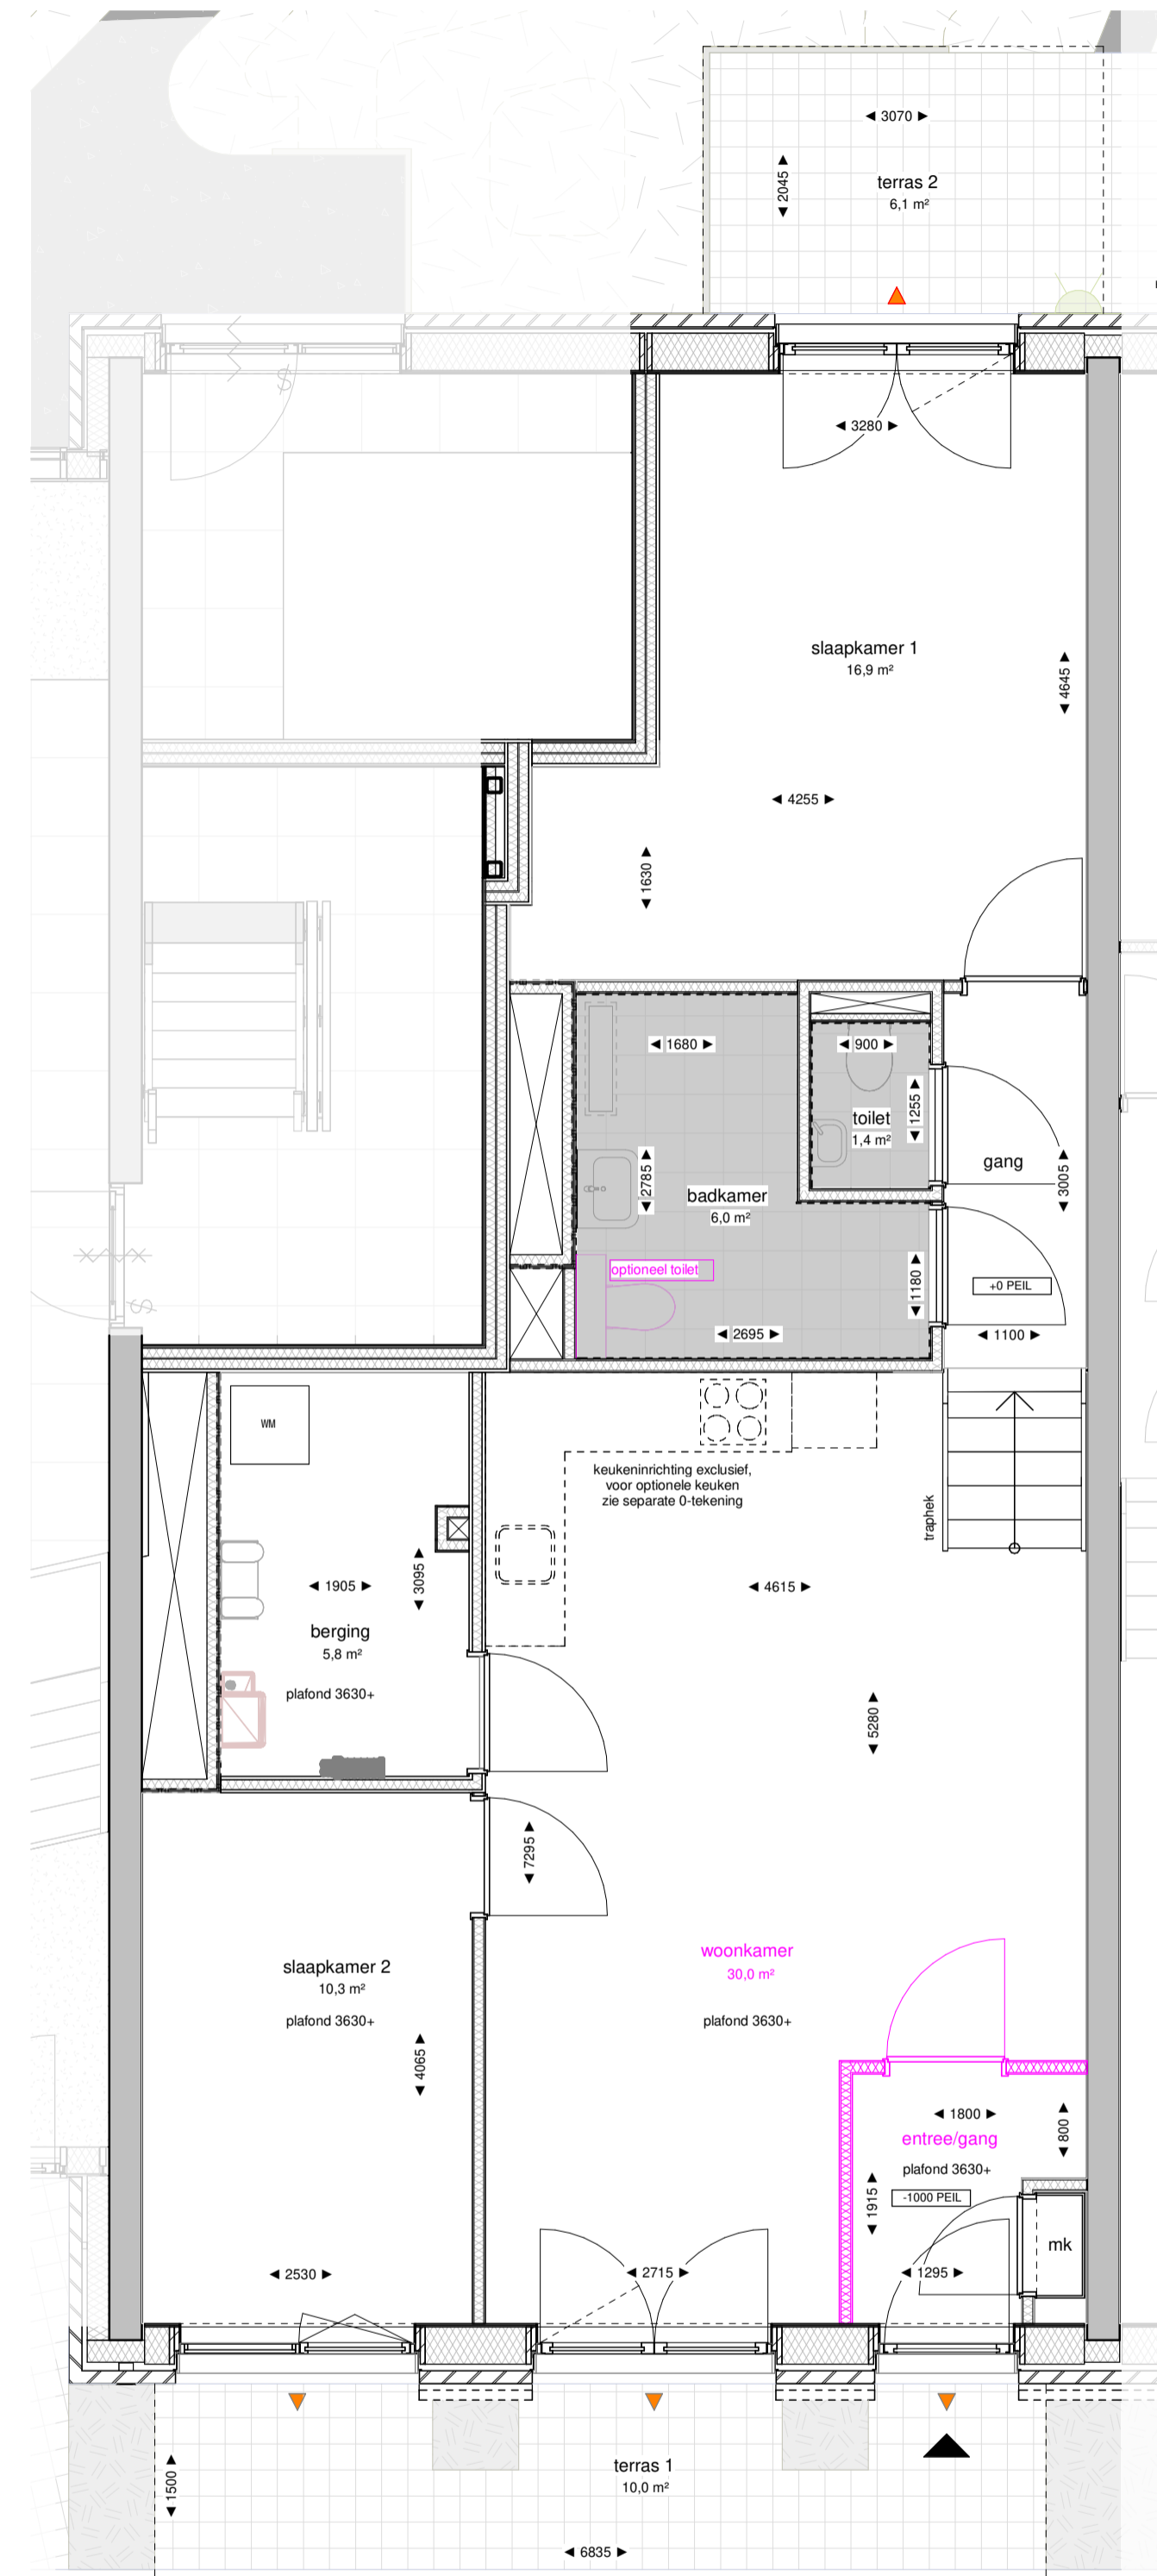 ◄ 3070 ►
◄ 2045 ►
terras 2
6,1 m²
◄ 3280 ►
slaapkamer 1
16,9 m²
◄ 4645 ►
◄ 4255 ►
◄ 1630 ►
◄ 1680 ►
◄ 900 ►
◄ 1255 ►
toilet
1,4 m²
gang
◄ 3005 ►
◄ 2785 ►
badkamer
6,0 m²
optioneel toilet
◄ 1180 ►
+0 PEIL
◄ 2695 ►
◄ 1100 ►
WM
keukeninrichting exclusief,
voor optionele keuken
zie separate 0-tekening
traphek
◄ 1905 ►
◄ 3095 ►
◄ 4615 ►
berging
5,8 m²
plafond 3630+
◄ 5280 ►
◄ 7295 ►
slaapkamer 2
10,3 m²
plafond 3630+
woonkamer
30,0 m²
plafond 3630+
◄ 4065 ►
◄ 1800 ►
◄ 800 ►
entree/gang
plafond 3630+
-1000 PEIL
◄ 1915 ►
mk
◄ 2530 ►
◄ 2715 ►
◄ 1295 ►
terras 1
10,0 m²
◄ 1500 ►
◄ 6835 ►